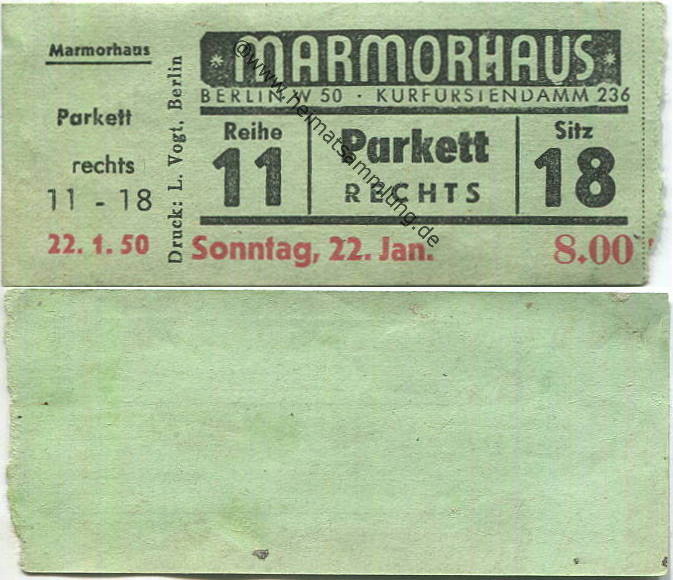 Marmorhaus
Parkett
rechts
11 - 18
22. 1. 50
Druck: L. Vogt, Berlin
* MARMORHAUS *
BERLIN W 50 · KURFÜRSTENDAMM 236
Reihe
11
Parkett
RECHTS
Sitz
18
Sonntag, 22. Jan.
8.00
©www.heimatsammlung.de